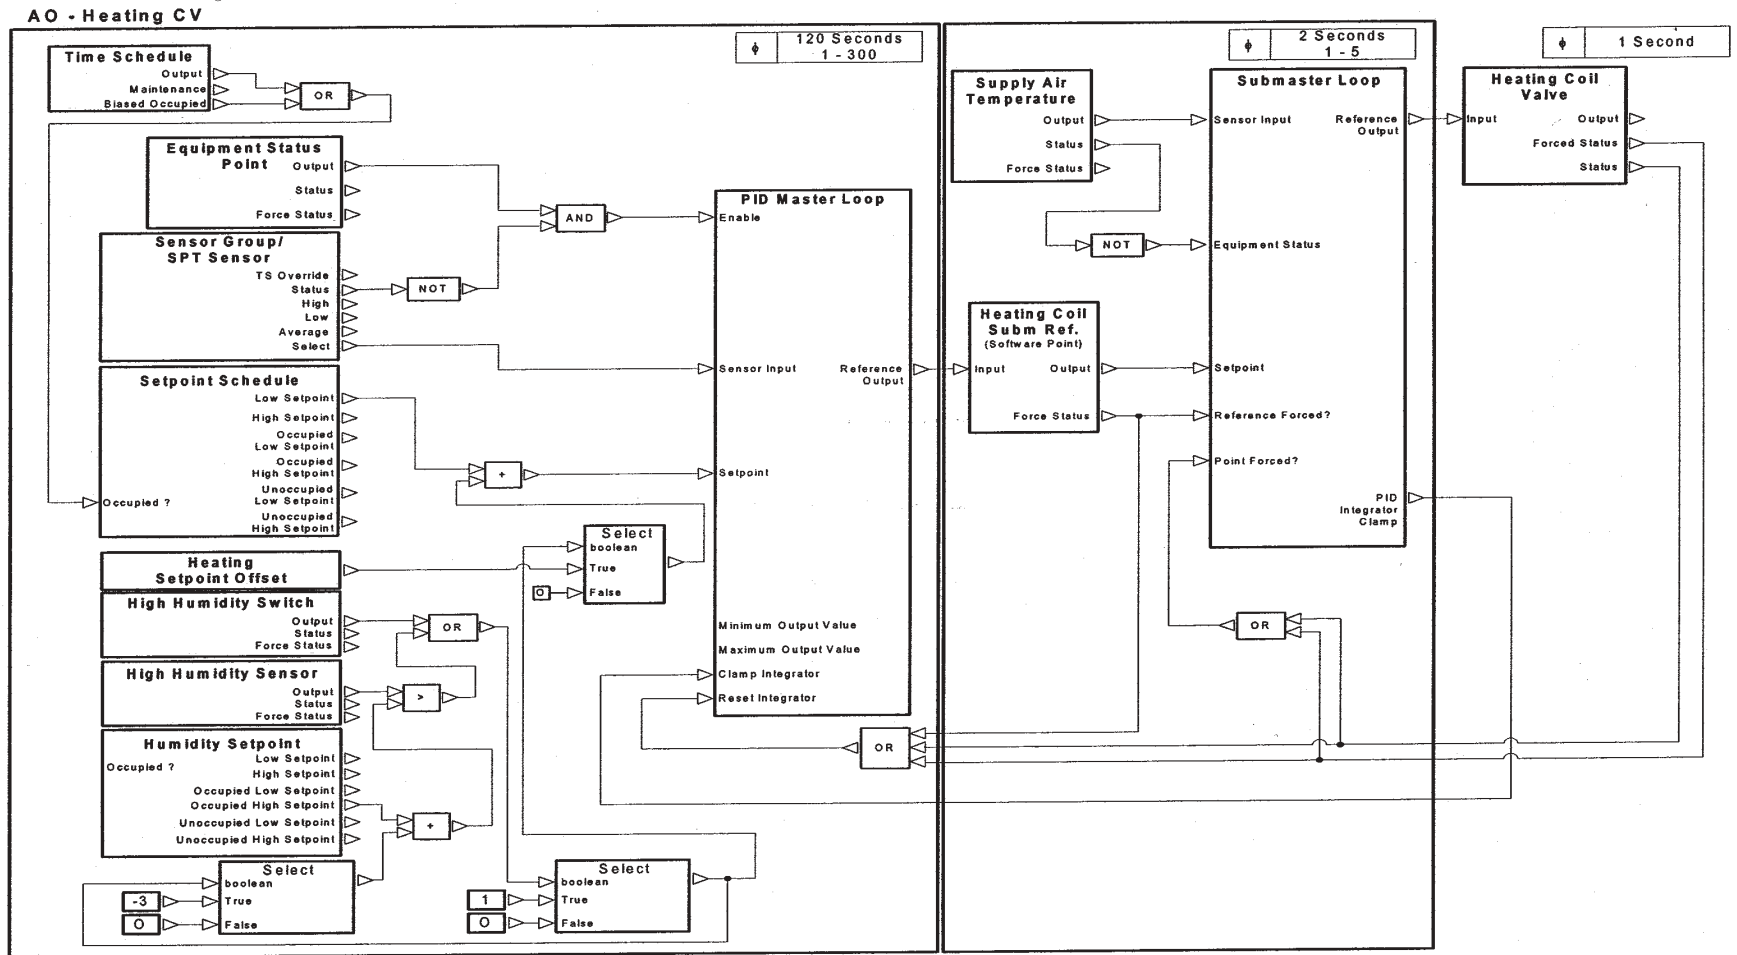 AO - Heating CV
ϕ
120 Seconds
1 - 300
ϕ
2 Seconds
1 - 5
ϕ
1 Second
Time Schedule
Output
Maintenance
Biased Occupied
OR
Equipment Status
Point
Output
Status
Force Status
AND
Sensor Group/
SPT Sensor
TS Override
Status
High
Low
Average
Select
NOT
Setpoint Schedule
Low Setpoint
High Setpoint
Occupied
Low Setpoint
Occupied
High Setpoint
Unoccupied
Low Setpoint
Unoccupied
High Setpoint
Occupied ?
+
Heating
Setpoint Offset
Select
boolean
True
False
0
High Humidity Switch
Output
Status
Force Status
OR
High Humidity Sensor
Output
Status
Force Status
>
Humidity Setpoint
Occupied ?
Low Setpoint
High Setpoint
Occupied Low Setpoint
Occupied High Setpoint
Unoccupied Low Setpoint
Unoccupied High Setpoint
+
Select
boolean
True
False
-3
0
Select
boolean
True
False
1
0
PID Master Loop
Enable
Sensor Input
Reference
Output
Setpoint
Minimum Output Value
Maximum Output Value
Clamp Integrator
Reset Integrator
OR
Supply Air
Temperature
Output
Status
Force Status
NOT
Heating Coil
Subm Ref.
(Software Point)
Input
Output
Force Status
Submaster Loop
Sensor Input
Reference
Output
Equipment Status
Setpoint
Reference Forced?
Point Forced?
PID
Integrator
Clamp
OR
Heating Coil
Valve
Input
Output
Forced Status
Status